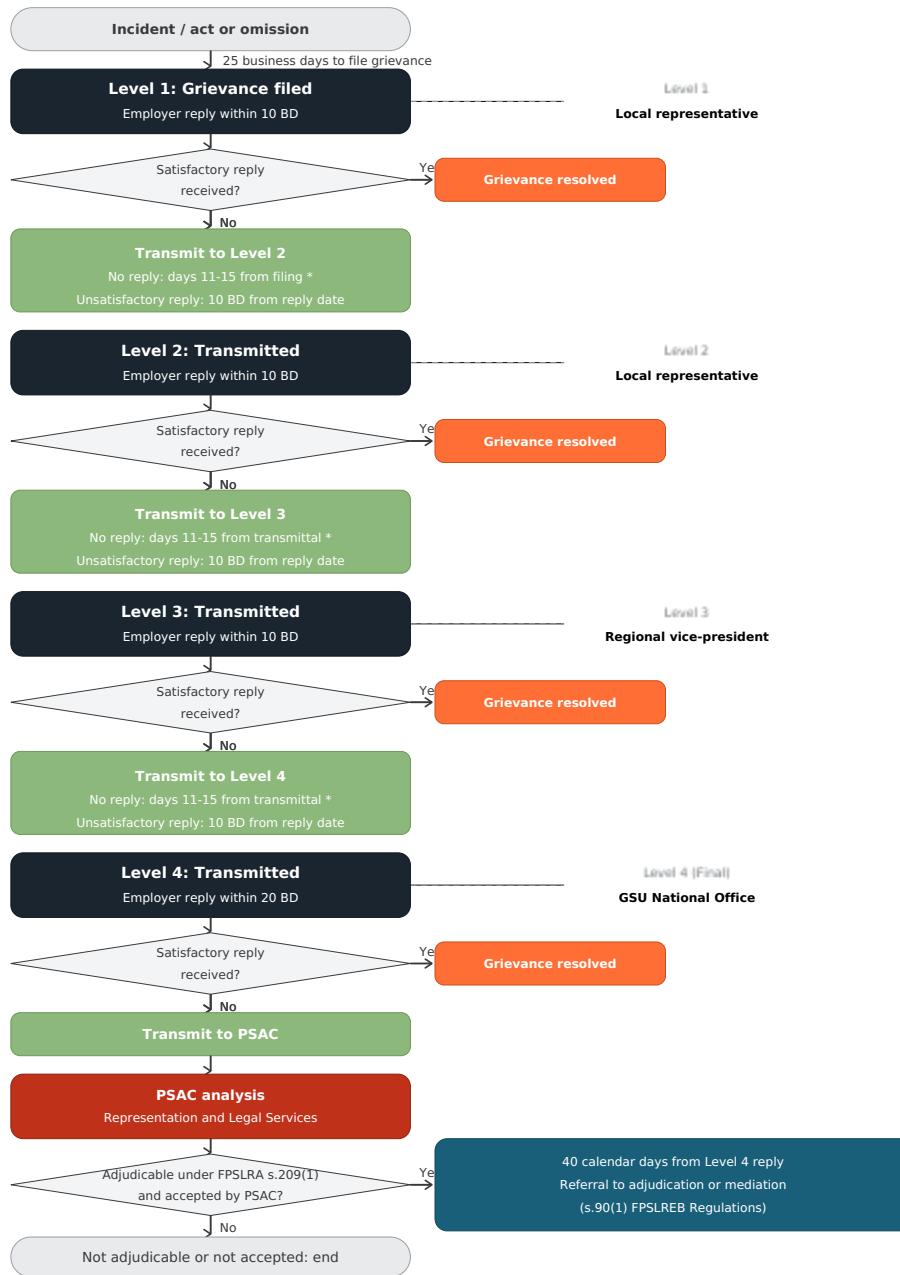 Incident / act or omission
25 business days to file grievance
Level 1: Grievance filed
Employer reply within 10 BD
Level 1
Local representative
Satisfactory reply
received?
Ye
Grievance resolved
No
Transmit to Level 2
No reply: days 11-15 from filing *
Unsatisfactory reply: 10 BD from reply date
Level 2: Transmitted
Employer reply within 10 BD
Level 2
Local representative
Satisfactory reply
received?
Ye
Grievance resolved
No
Transmit to Level 3
No reply: days 11-15 from transmittal *
Unsatisfactory reply: 10 BD from reply date
Level 3: Transmitted
Employer reply within 10 BD
Level 3
Regional vice-president
Satisfactory reply
received?
Ye
Grievance resolved
No
Transmit to Level 4
No reply: days 11-15 from transmittal *
Unsatisfactory reply: 10 BD from reply date
Level 4: Transmitted
Employer reply within 20 BD
Level 4 (Final)
GSU National Office
Satisfactory reply
received?
Ye
Grievance resolved
No
Transmit to PSAC
PSAC analysis
Representation and Legal Services
Adjudicable under FPSLRA s.209(1)
and accepted by PSAC?
Ye
40 calendar days from Level 4 reply
Referral to adjudication or mediation
(s.90(1) FPSLREB Regulations)
No
Not adjudicable or not accepted: end